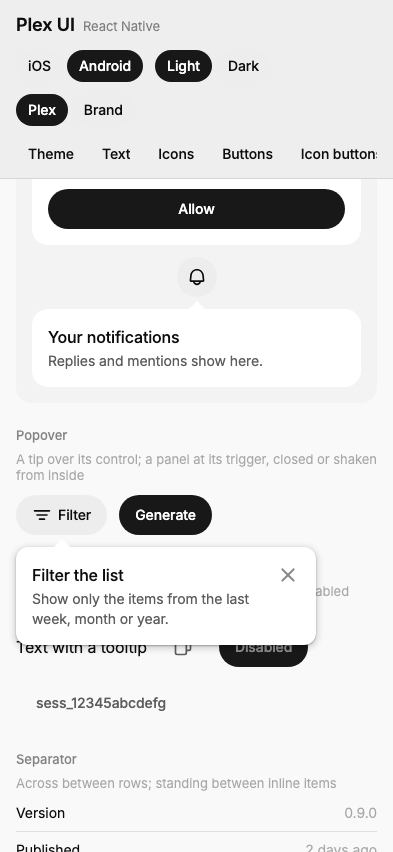 Plex UI React Native
iOS Android Light Dark
Plex Brand
Theme Text Icons Buttons Icon buttons
Allow
Your notifications
Replies and mentions show here.
Popover
A tip over its control; a panel at its trigger, closed or shaken
from inside
Filter Generate
Filter the list
Show only the items from the last
week, month or year.
abled
Text with a tooltip Disabled
sess_12345abcdefg
Separator
Across between rows; standing between inline items
Version 0.9.0
Published 2 days ago